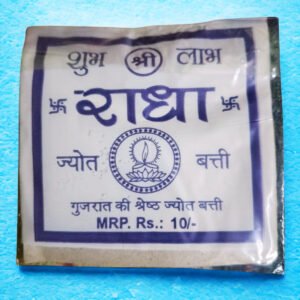 शुभ श्री लाभ
राधा
ज्योत बत्ती
गुजरात की श्रेष्ठ ज्योत बत्ती
MRP. Rs.: 10/-